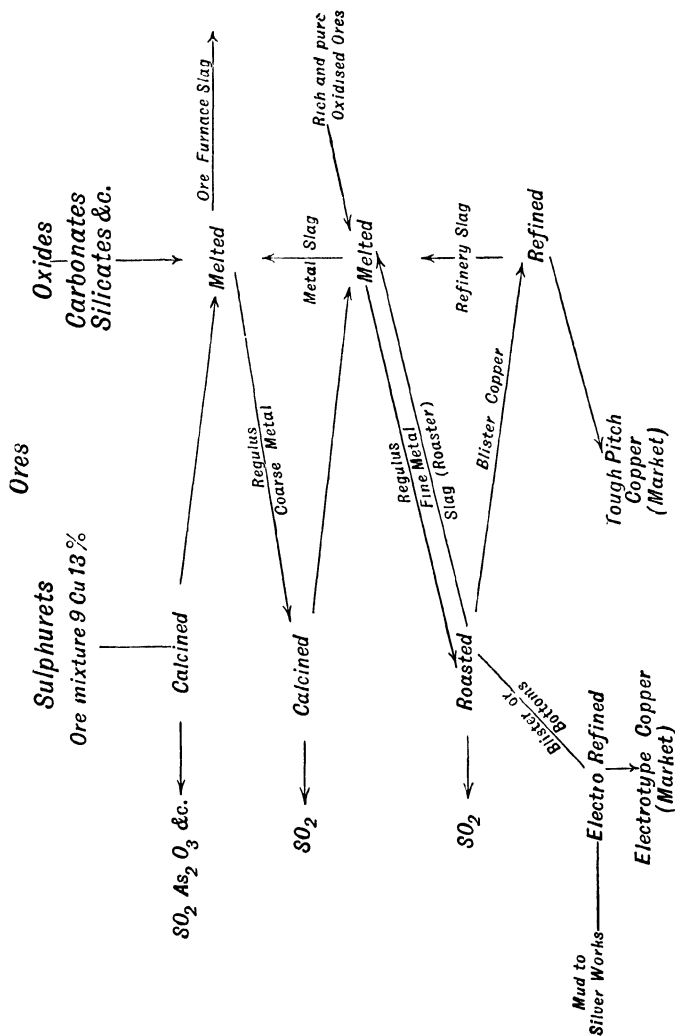 Ores
Sulphurets
Ore mixture 9 Cu 13%
Oxides
Carbonates
Silicates &c.
SO2 As2 O3 &c.
Calcined
Melted
Ore Furnace Slag
Regulus
Coarse Metal
Metal Slag
Rich and pure
Oxidised Ores
SO2
Calcined
Melted
Regulus
Fine Metal
Slag (Roaster)
Refinery Slag
SO2
Roasted
Blister Copper
Refined
Blister or
Bottoms
Mud to
Silver Works
Electro Refined
Electrotype Copper
(Market)
Tough Pitch
Copper
(Market)